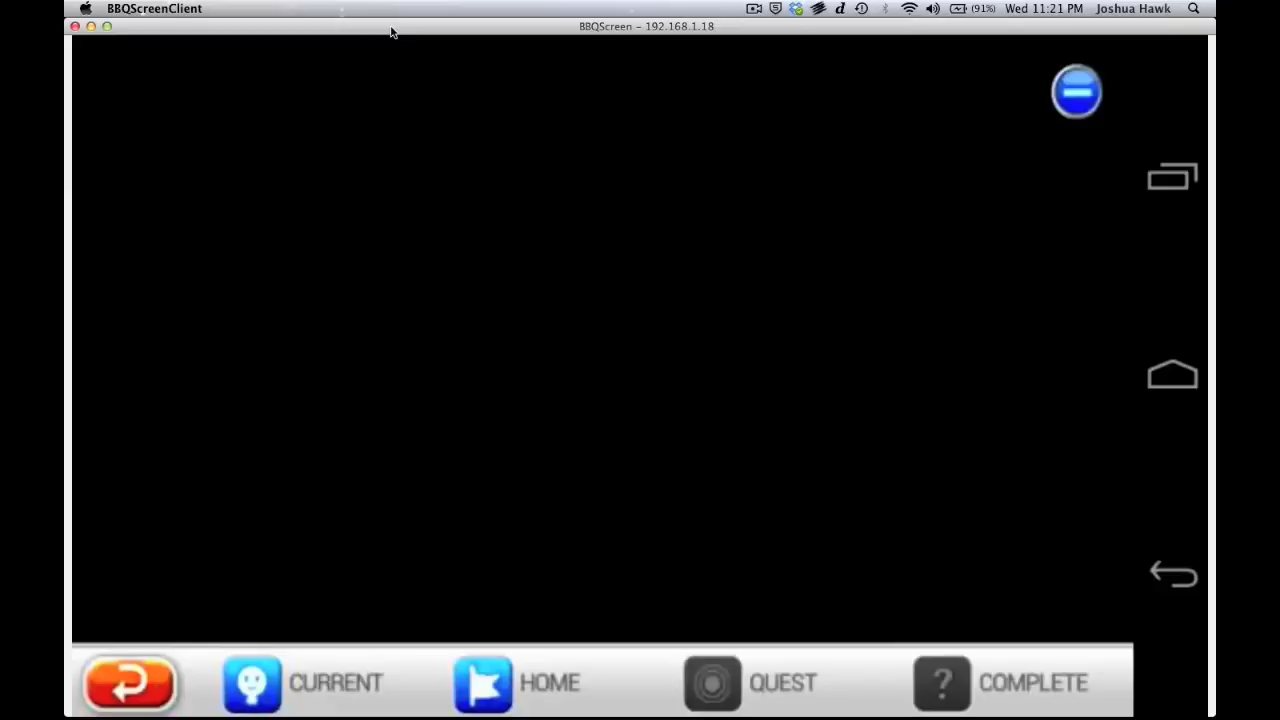 BBQScreenClient
(91%) Wed 11:21 PM Joshua Hawk
BBQScreen – 192.168.1.18
CURRENT HOME QUEST ? COMPLETE